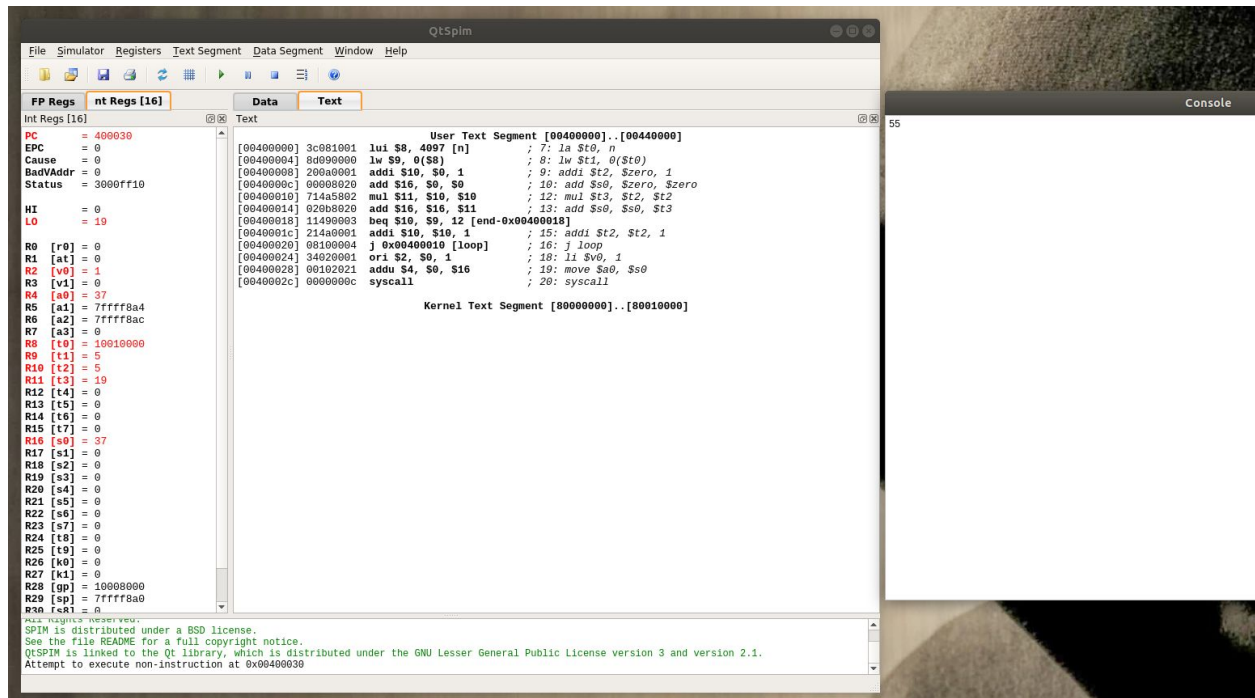 QtSpim
File Simulator Registers Text Segment Data Segment Window Help
FP Regs nt Regs [16] Data Text
Int Regs [16]
PC = 400030
EPC = 0
Cause = 0
BadVAddr = 0
Status = 3000ff10
HI = 0
LO = 19
R0 [r0] = 0
R1 [at] = 0
R2 [v0] = 1
R3 [v1] = 0
R4 [a0] = 37
R5 [a1] = 7ffff8a4
R6 [a2] = 7ffff8ac
R7 [a3] = 0
R8 [t0] = 10010000
R9 [t1] = 5
R10 [t2] = 5
R11 [t3] = 19
R12 [t4] = 0
R13 [t5] = 0
R14 [t6] = 0
R15 [t7] = 0
R16 [s0] = 37
R17 [s1] = 0
R18 [s2] = 0
R19 [s3] = 0
R20 [s4] = 0
R21 [s5] = 0
R22 [s6] = 0
R23 [s7] = 0
R24 [t8] = 0
R25 [t9] = 0
R26 [k0] = 0
R27 [k1] = 0
R28 [gp] = 10008000
R29 [sp] = 7ffff8a0
R30 [s8] = 0
Text
User Text Segment [00400000]..[00440000]
[00400000] 3c081001 lui $8, 4097 [n] ; 7: la $t0, n
[00400004] 8d090000 lw $9, 0($8) ; 8: lw $t1, 0($t0)
[00400008] 200a0001 addi $10, $0, 1 ; 9: addi $t2, $zero, 1
[0040000c] 00008020 add $16, $0, $0 ; 10: add $s0, $zero, $zero
[00400010] 714a5802 mul $11, $10, $10 ; 12: mul $t3, $t2, $t2
[00400014] 020b8020 add $16, $16, $11 ; 13: add $s0, $s0, $t3
[00400018] 11490003 beq $10, $9, 12 [end-0x00400018]
[0040001c] 214a0001 addi $10, $10, 1 ; 15: addi $t2, $t2, 1
[00400020] 08100004 j 0x00400010 [loop] ; 16: j loop
[00400024] 34020001 ori $2, $0, 1 ; 18: li $v0, 1
[00400028] 00102021 addu $4, $0, $16 ; 19: move $a0, $s0
[0040002c] 0000000c syscall ; 20: syscall
Kernel Text Segment [80000000]..[80010000]
All Rights Reserved.
SPIM is distributed under a BSD license.
See the file README for a full copyright notice.
QtSPIM is linked to the Qt library, which is distributed under the GNU Lesser General Public License version 3 and version 2.1.
Attempt to execute non-instruction at 0x00400030
Console
55